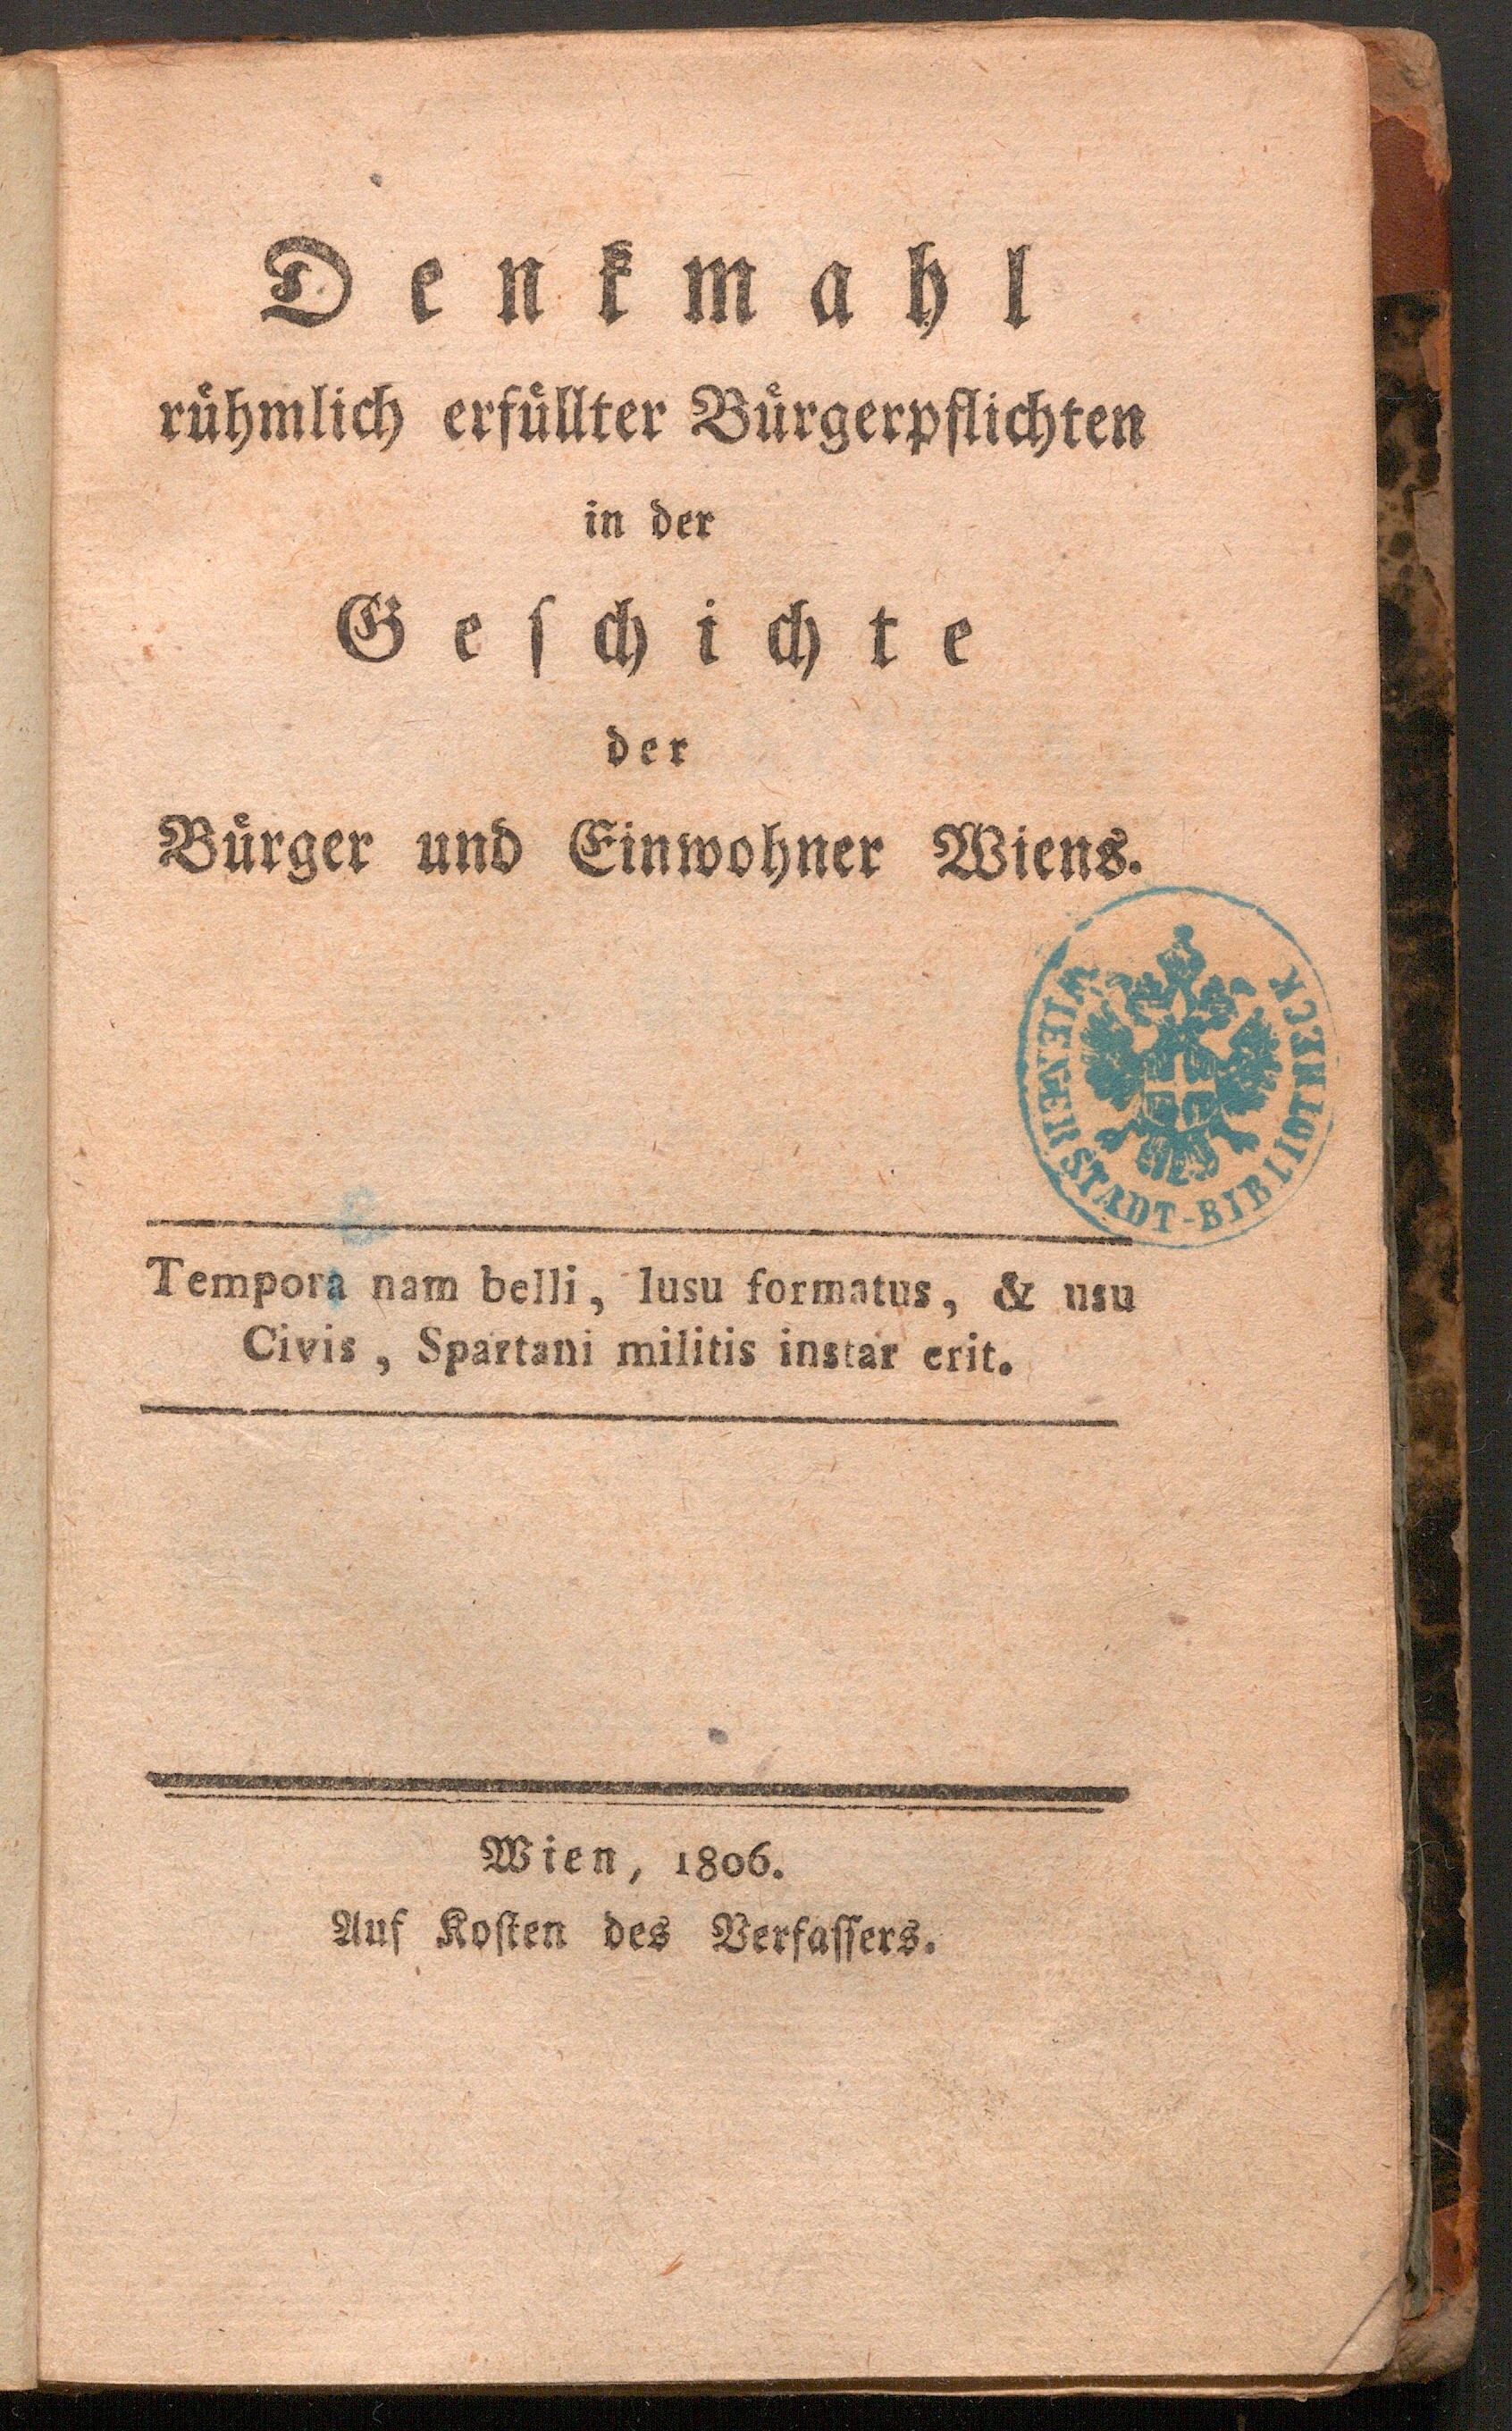 Denkmahl
rühmlich erfüllter Bürgerpflichten
in der
Geſchichte
der
Bürger und Einwohner Wiens.
WIENER STADT-BIBLIOTHECK
Tempora nam belli, lusu formatus, & usu
Civis, Spartani militis instar erit.
Wien, 1806.
Auf Koſten des Verfaſſers.